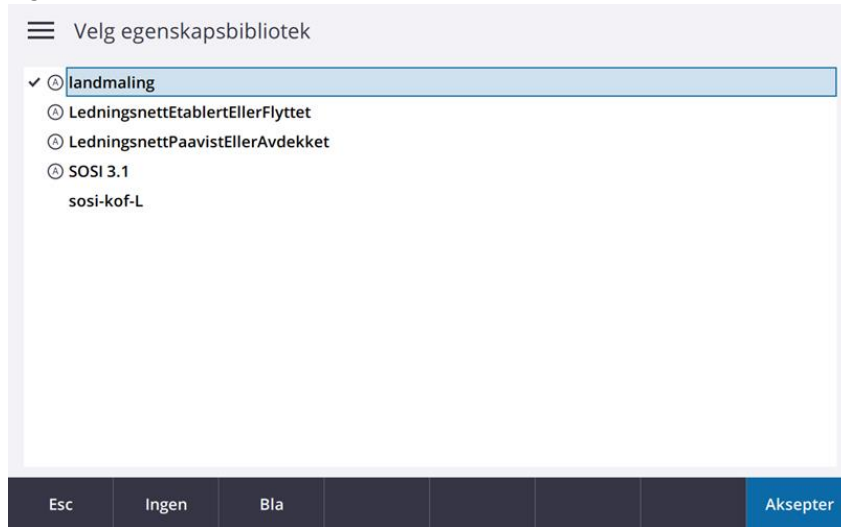 Velg egenskapsbibliotek
A landmaling
A LedningsnettEtablertEllerFlyttet
A LedningsnettPaavistEllerAvdekket
A SOSI 3.1
sosi-kof-L
Esc Ingen Bla Aksepter